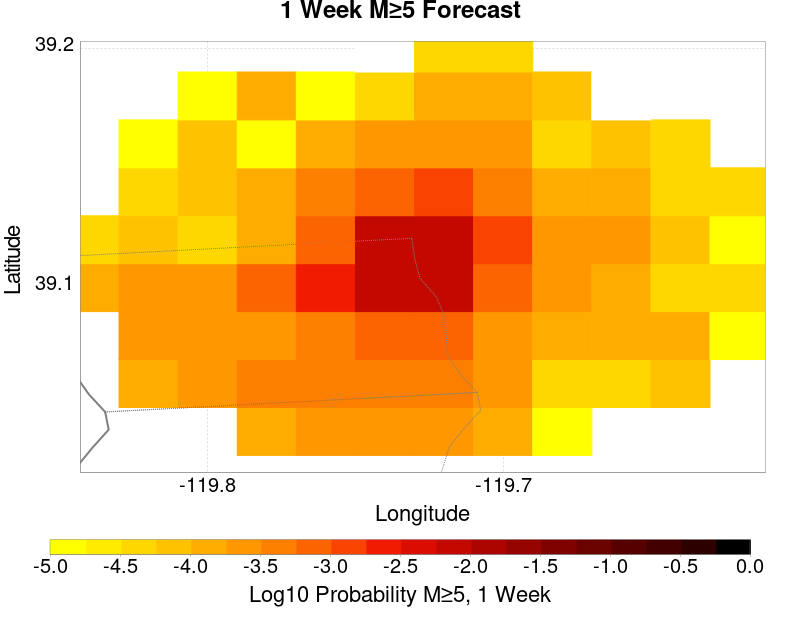 1 Week M≥5 Forecast
39.2
39.1
Latitude
-119.8 -119.7
Longitude
-5.0 -4.5 -4.0 -3.5 -3.0 -2.5 -2.0 -1.5 -1.0 -0.5 0.0
Log10 Probability M≥5, 1 Week